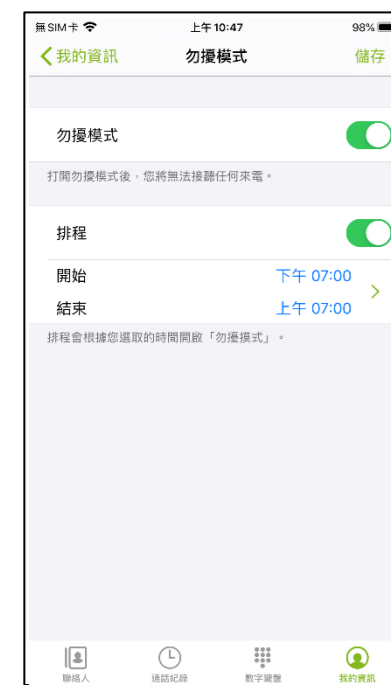 無SIM卡 上午10:47 98%
我的資訊 勿擾模式 儲存
勿擾模式
打開勿擾模式後，您將無法接聽任何來電。
排程
開始 下午 07:00
結束 上午 07:00
排程會根據您選取的時間開啟「勿擾摸式」。
聯絡人 通話紀錄 數字鍵盤 我的資訊